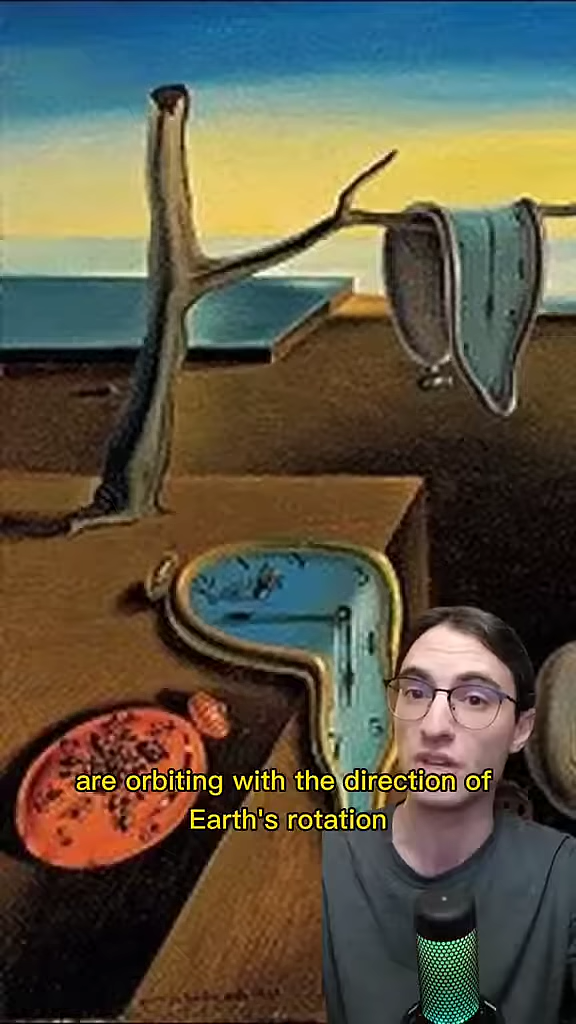 are orbiting with the direction of
Earth's rotation